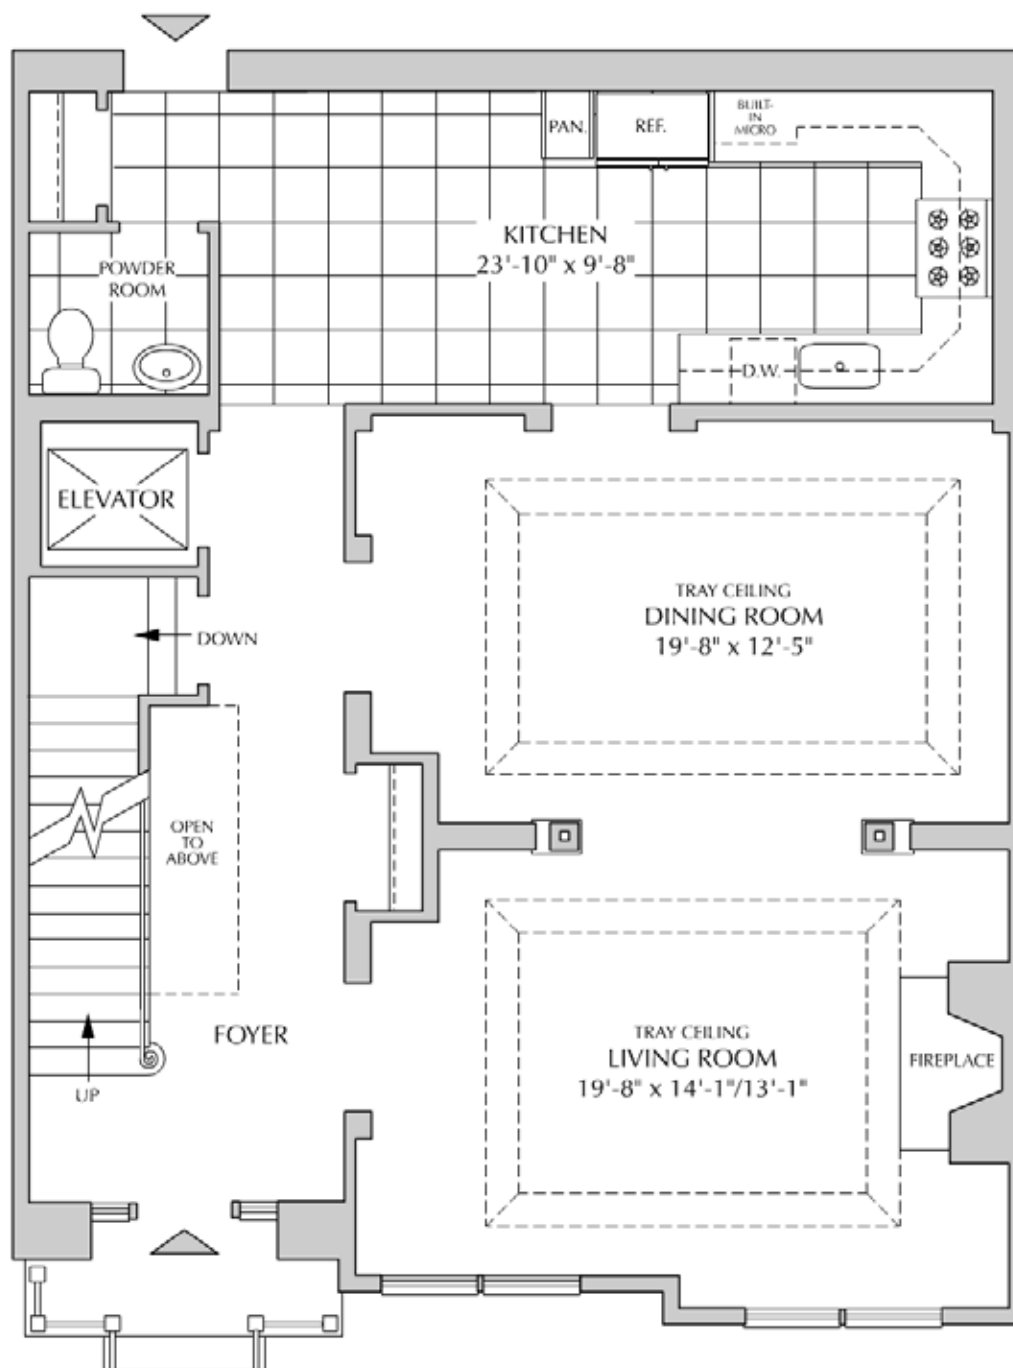 BUILT-
IN
MICRO
PAN.
REF.
KITCHEN
23'-10" x 9'-8"
POWDER
ROOM
D.W.
ELEVATOR
TRAY CEILING
DINING ROOM
19'-8" x 12'-5"
DOWN
OPEN
TO
ABOVE
FOYER
UP
TRAY CEILING
LIVING ROOM
19'-8" x 14'-1"/13'-1"
FIREPLACE